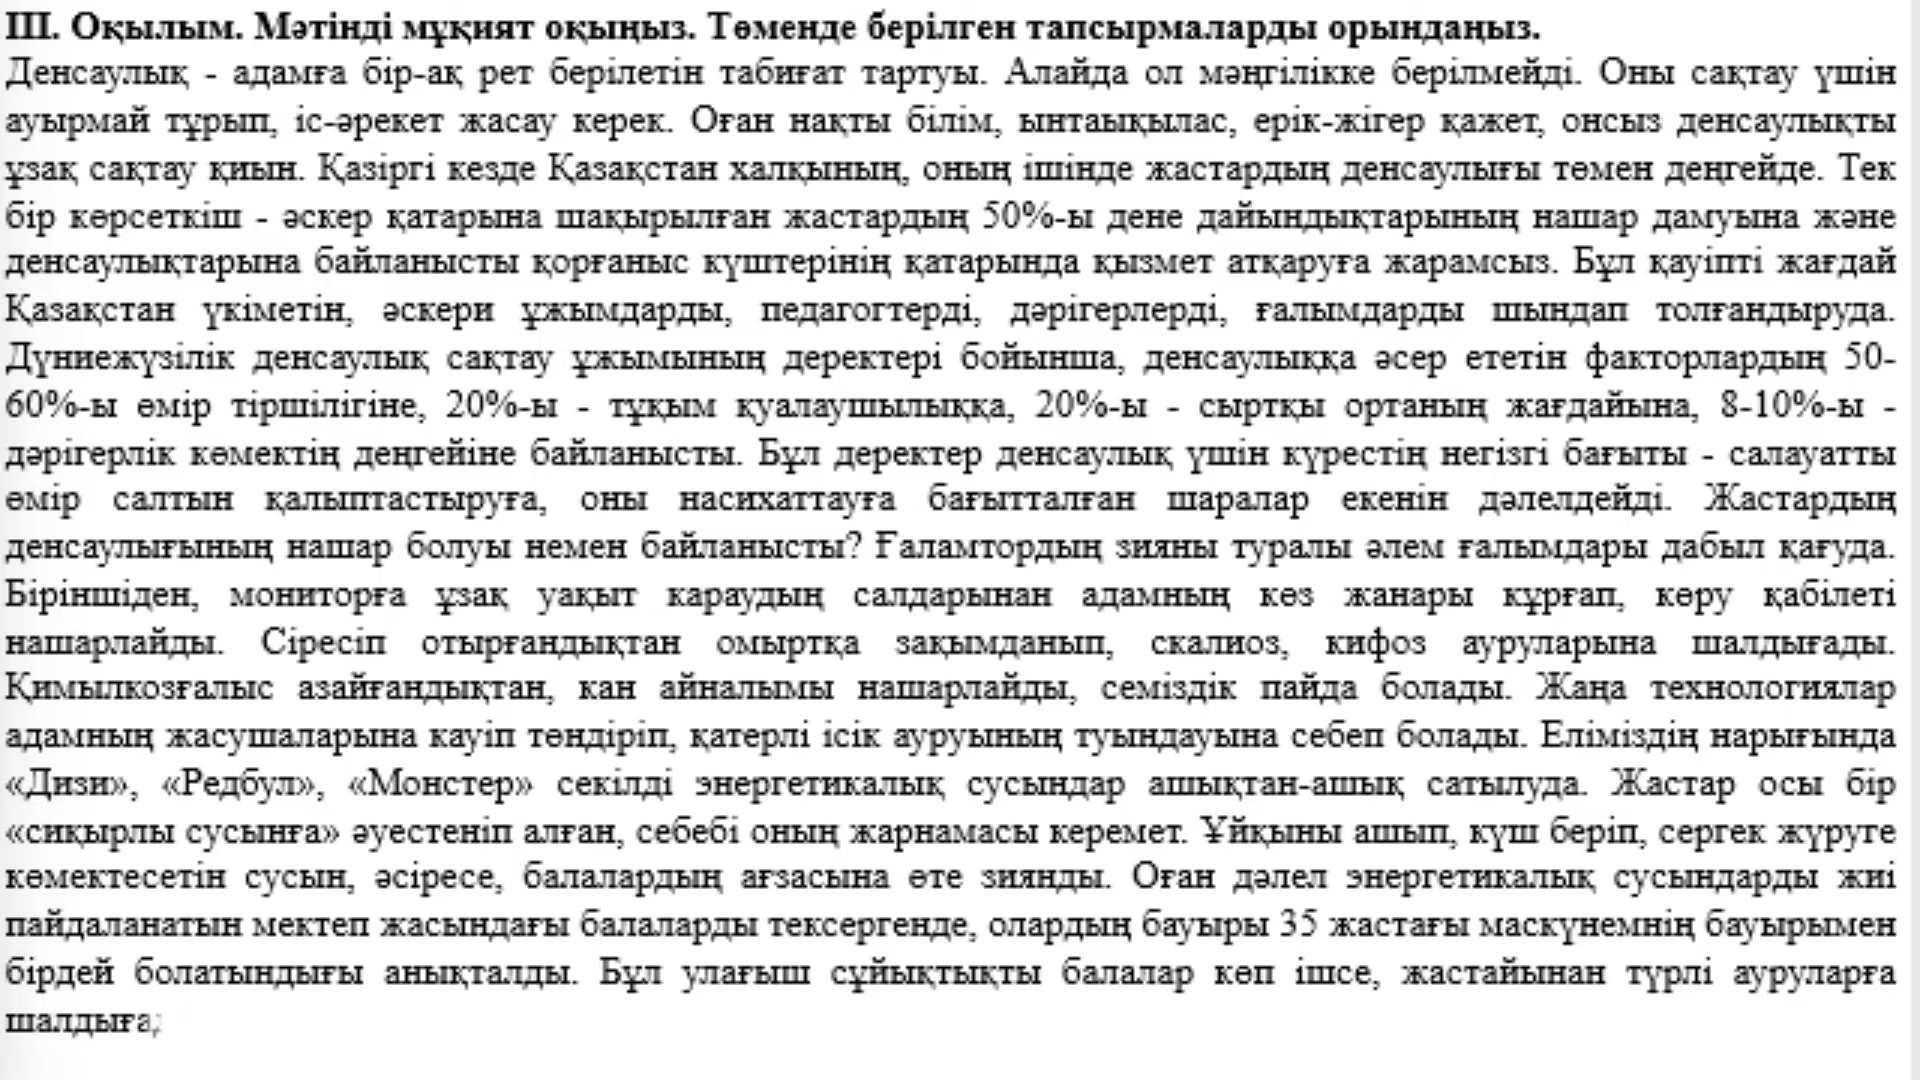 III. Оқылым. Мәтінді мұқият оқыңыз. Төменде берілген тапсырмаларды орындаңыз.
Денсаулық - адамға бір-ақ рет берілетін табиғат тартуы. Алайда ол мәңгілікке берілмейді. Оны сақтау үшін
ауырмай тұрып, іс-әрекет жасау керек. Оған нақты білім, ынтаықылас, ерік-жігер қажет, онсыз денсаулықты
ұзақ сақтау қиын. Қазіргі кезде Қазақстан халқының, оның ішінде жастардың денсаулығы төмен деңгейде. Тек
бір көрсеткіш - әскер қатарына шақырылған жастардың 50%-ы дене дайындықтарының нашар дамуына және
денсаулықтарына байланысты қорғаныс күштерінің қатарында қызмет атқаруға жарамсыз. Бұл қауіпті жағдай
Қазақстан үкіметін, әскери ұжымдарды, педагогтерді, дәрігерлерді, ғалымдарды шындап толғандыруда.
Дүниежүзілік денсаулық сақтау ұжымының деректері бойынша, денсаулыққа әсер ететін факторлардың 50-
60%-ы өмір тіршілігіне, 20%-ы - тұқым қуалаушылыққа, 20%-ы - сыртқы ортаның жағдайына, 8-10%-ы -
дәрігерлік көмектің деңгейіне байланысты. Бұл деректер денсаулық үшін күрестің негізгі бағыты - салауатты
өмір салтын қалыптастыруға, оны насихаттауға бағытталған шаралар екенін дәлелдейді. Жастардың
денсаулығының нашар болуы немен байланысты? Ғаламтордың зияны туралы әлем ғалымдары дабыл қағуда.
Біріншіден, мониторға ұзақ уақыт караудың салдарынан адамның көз жанары құрғап, көру қабілеті
нашарлайды. Сіресіп отырғандықтан омыртқа зақымданып, скалиоз, кифоз ауруларына шалдығады.
Қимылкозғалыс азайғандықтан, кан айналымы нашарлайды, семіздік пайда болады. Жаңа технологиялар
адамның жасушаларына кауіп төндіріп, қатерлі ісік ауруының туындауына себеп болады. Еліміздің нарығында
«Дизи», «Редбул», «Монстер» секілді энергетикалық сусындар ашықтан-ашық сатылуда. Жастар осы бір
«сиқырлы сусынға» әуестеніп алған, себебі оның жарнамасы керемет. Ұйқыны ашып, күш беріп, сергек жүруге
көмектесетін сусын, әсіресе, балалардың ағзасына өте зиянды. Оған дәлел энергетикалық сусындарды жиі
пайдаланатын мектеп жасындағы балаларды тексергенде, олардың бауыры 35 жастағы маскүнемнің бауырымен
бірдей болатындығы анықталды. Бұл улағыш сұйықтықты балалар көп ішсе, жастайынан түрлі ауруларға